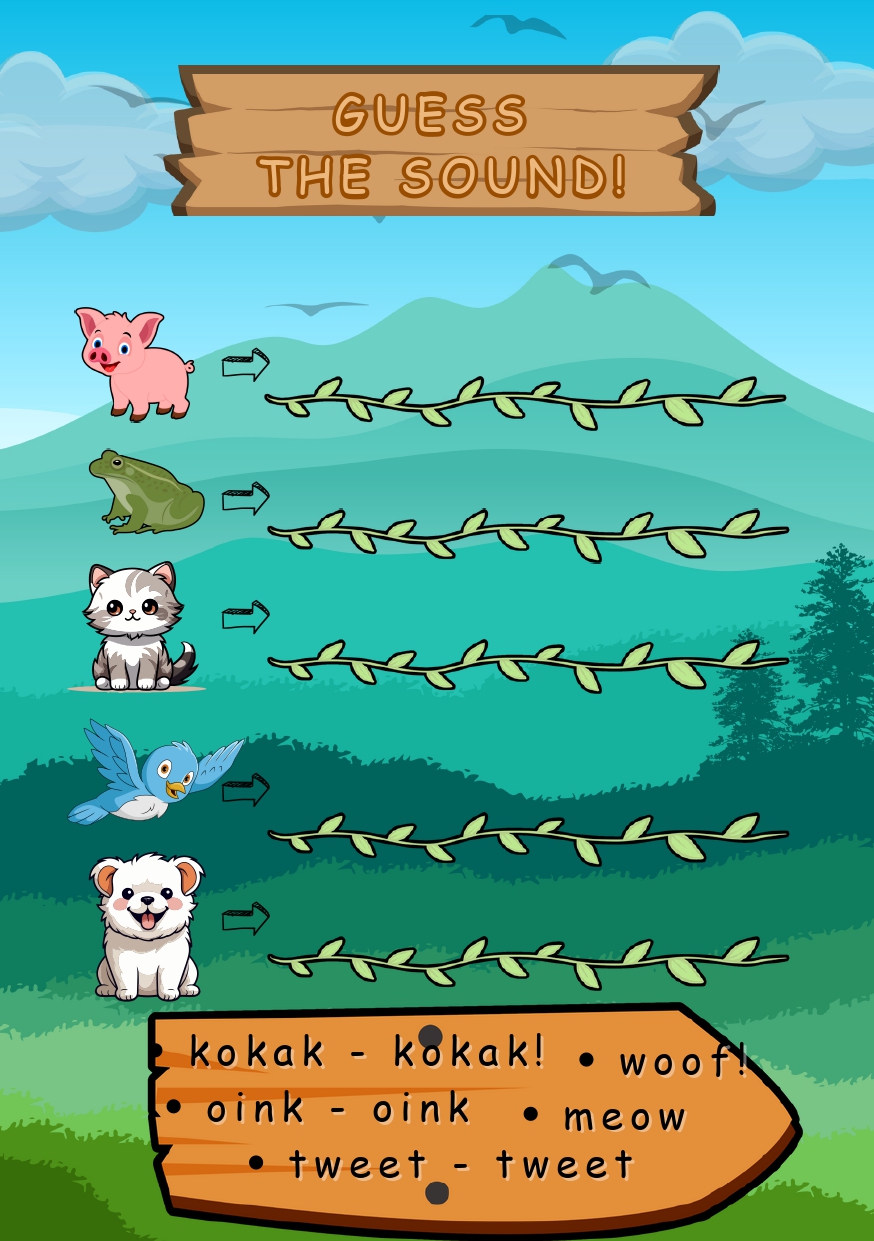 GUESS
THE SOUND!
• kokak - kokak!
• woof!
• oink - oink
• meow
• tweet - tweet